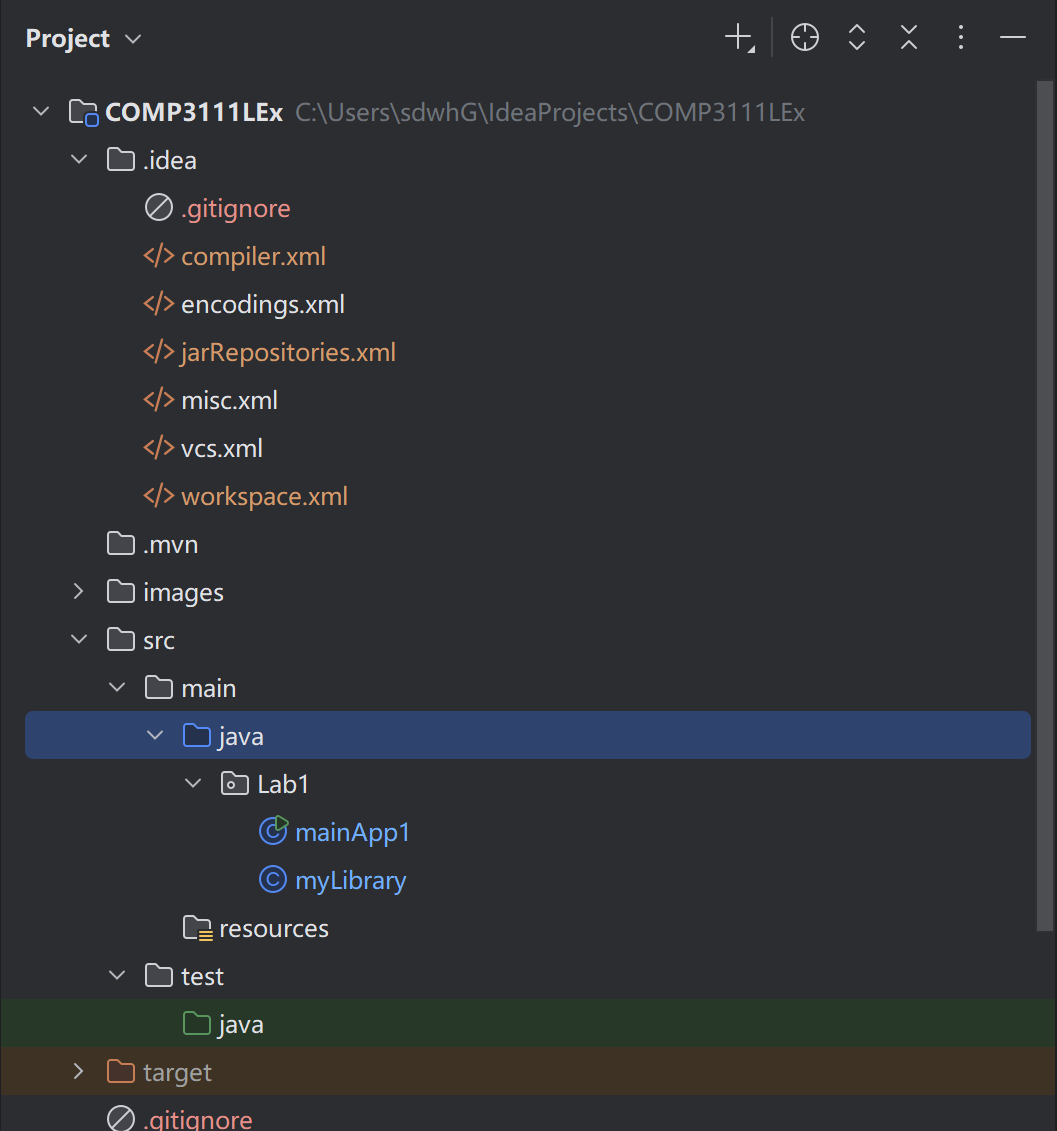 Project
COMP3111LEx C:\Users\sdwhG\IdeaProjects\COMP3111LEx
.idea
.gitignore
compiler.xml
encodings.xml
jarRepositories.xml
misc.xml
vcs.xml
workspace.xml
.mvn
images
src
main
java
Lab1
mainApp1
myLibrary
resources
test
java
target
.gitignore